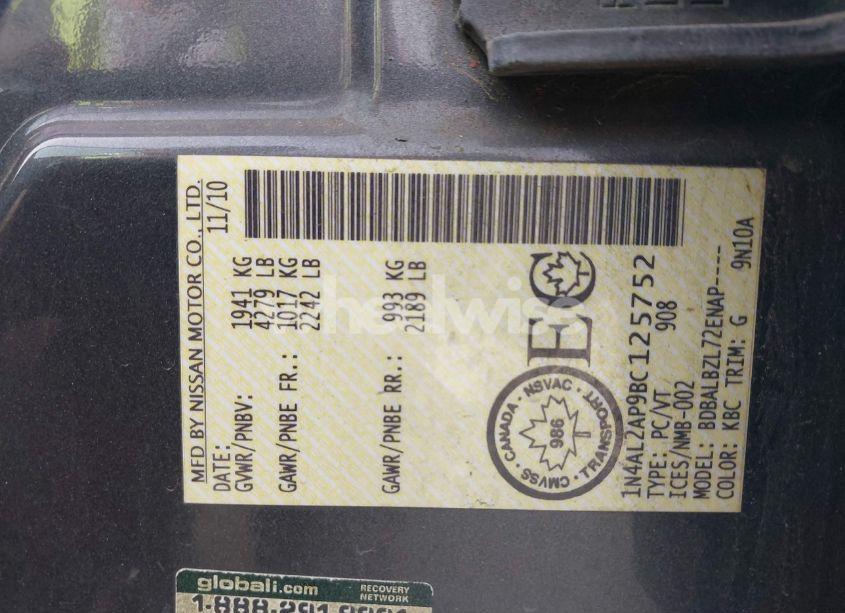 MFD BY NISSAN MOTOR CO., LTD.
DATE: 11/10
GVWR/PNBV: 1941 KG
4279 LB
GAWR/PNBE FR.: 1017 KG
2242 LB
GAWR/PNBE RR.: 993 KG
2189 LB
CANADA · NSVAC · TRANSPORT · CMVSS ·
986
EC
1N4AL2AP9BC125752
TYPE: PC/VT 908
ICES/NMB-002
MODEL: BDBALBZL72ENAP----
COLOR: KBC TRIM: G 9N10A
globali.com
RECOVERY
NETWORK